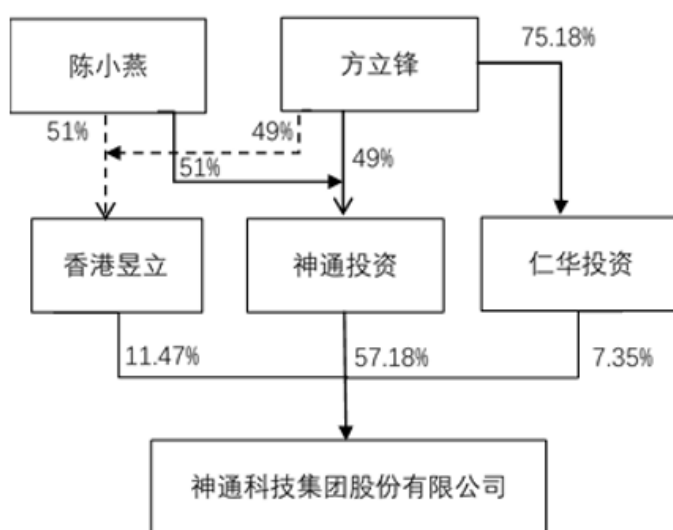 75.18%
陈小燕
方立锋
51%
49%
51%
49%
香港昱立
神通投资
仁华投资
11.47%
57.18%
7.35%
神通科技集团股份有限公司